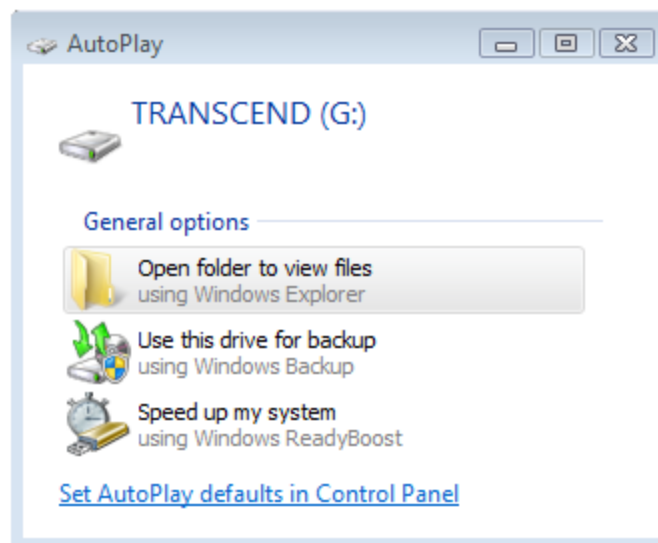 AutoPlay
TRANSCEND (G:)
General options
Open folder to view files
using Windows Explorer
Use this drive for backup
using Windows Backup
Speed up my system
using Windows ReadyBoost
Set AutoPlay defaults in Control Panel